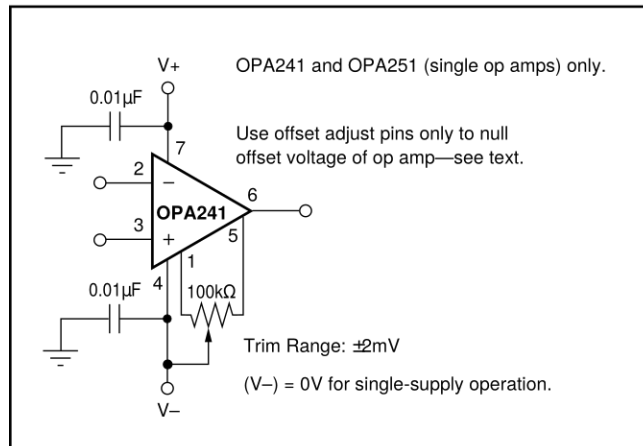 V+
OPA241 and OPA251 (single op amps) only.
0.01µF
Use offset adjust pins only to null
offset voltage of op amp—see text.
7
2
−
6
OPA241
3
+
5
1
4
0.01µF
100kΩ
Trim Range: ±2mV
(V–) = 0V for single-supply operation.
V–